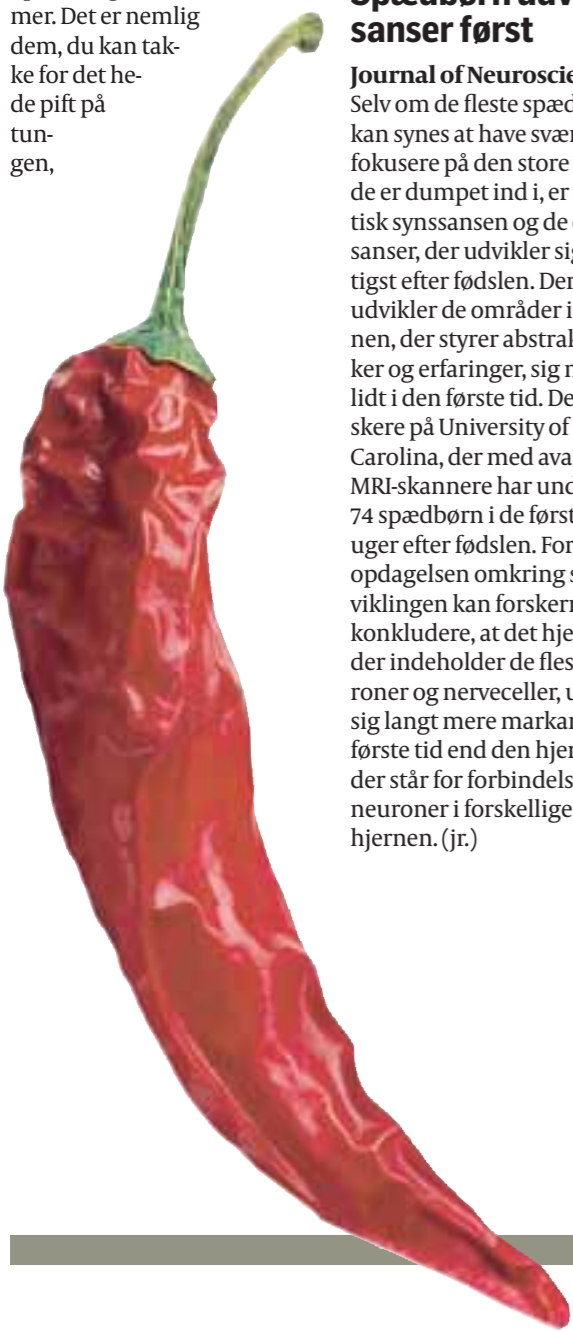 mer. Det er nemlig
dem, du kan tak-
ke for det he-
de pift på
tun-
gen,
sanser først
Journal of Neuroscie
Selv om de fleste spæd
kan synes at have svær
fokusere på den store
de er dumpet ind i, er
tisk synssansen og de
sanser, der udvikler sig
tigst efter fødslen. Der
udvikler de områder i
nen, der styrer abstrak
ker og erfaringer, sig m
lidt i den første tid. De
skere på University of
Carolina, der med ava
MRI-skannere har und
74 spædbørn i de først
uger efter fødslen. For
opdagelsen omkring s
viklingen kan forskern
konkludere, at det hje
der indeholder de fles
roner og nerveceller, u
sig langt mere markar
første tid end den hjer
der står for forbindels
neuroner i forskellige
hjernen. (jr.)